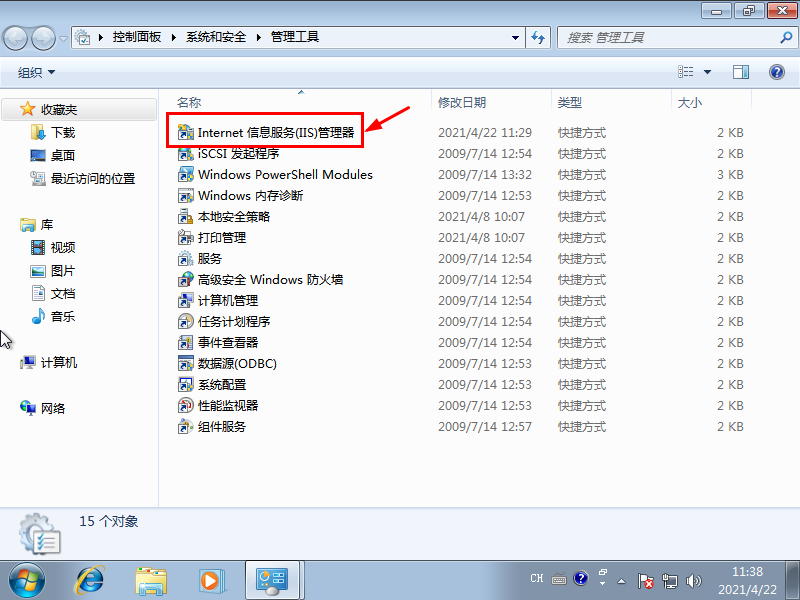 控制面板 系统和安全 管理工具
搜索 管理工具
组织
名称 修改日期 类型 大小
收藏夹
下载
桌面
最近访问的位置
库
视频
图片
文档
音乐
计算机
网络
Internet 信息服务(IIS)管理器 2021/4/22 11:29 快捷方式 2 KB
iSCSI 发起程序 2009/7/14 12:54 快捷方式 2 KB
Windows PowerShell Modules 2009/7/14 13:32 快捷方式 3 KB
Windows 内存诊断 2009/7/14 12:53 快捷方式 2 KB
本地安全策略 2021/4/8 10:07 快捷方式 2 KB
打印管理 2021/4/8 10:07 快捷方式 2 KB
服务 2009/7/14 12:54 快捷方式 2 KB
高级安全 Windows 防火墙 2009/7/14 12:54 快捷方式 2 KB
计算机管理 2009/7/14 12:54 快捷方式 2 KB
任务计划程序 2009/7/14 12:54 快捷方式 2 KB
事件查看器 2009/7/14 12:54 快捷方式 2 KB
数据源(ODBC) 2009/7/14 12:53 快捷方式 2 KB
系统配置 2009/7/14 12:53 快捷方式 2 KB
性能监视器 2009/7/14 12:53 快捷方式 2 KB
组件服务 2009/7/14 12:57 快捷方式 2 KB
15 个对象
CH
11:38
2021/4/22